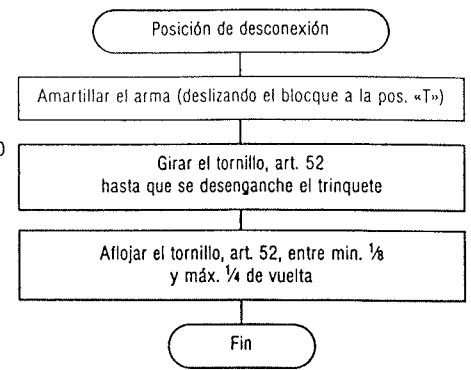 Posición de desconexión
Amartillar el arma (deslizando el blocque a la pos. «T»)
0
Girar el tornillo, art. 52
hasta que se desenganche el trinquete
Aflojar el tornillo, art. 52, entre min. ⅛
y máx. ¼ de vuelta
Fin